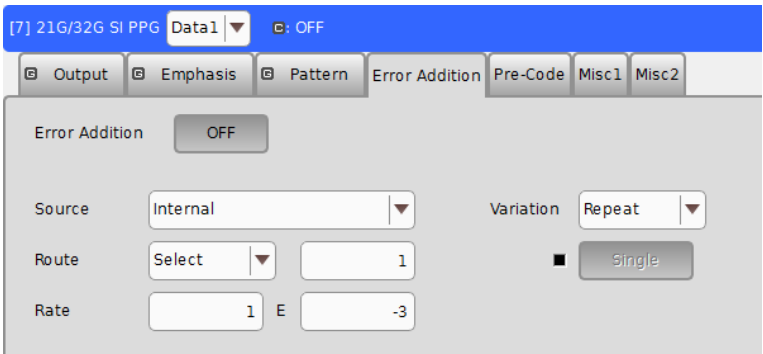 [7] 21G/32G SI PPG Data1 C: OFF
G Output G Emphasis G Pattern Error Addition Pre-Code Misc1 Misc2
Error Addition OFF
Source Internal Variation Repeat
Route Select 1 Single
Rate 1 E -3